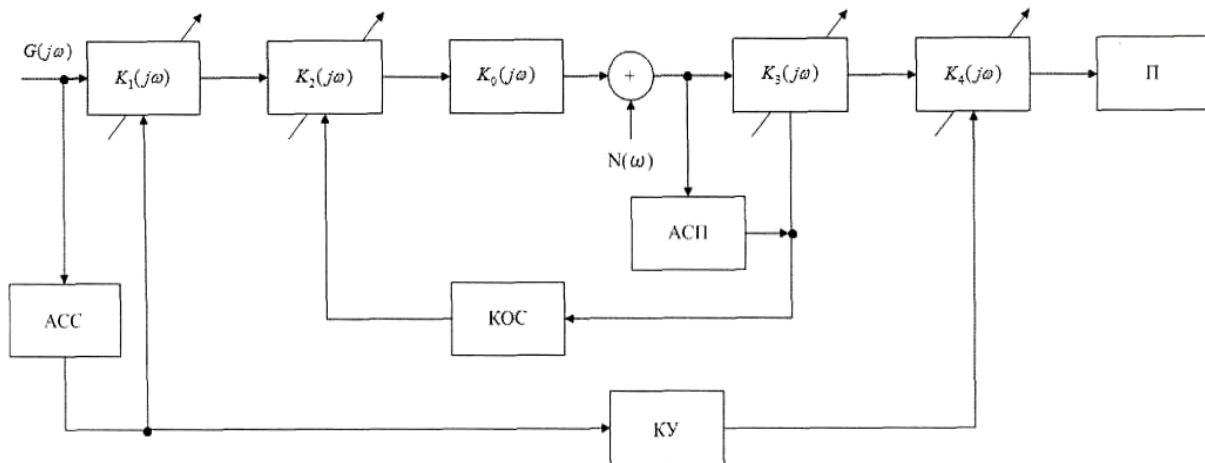 G(jω)
K₁(jω)
K₂(jω)
K₀(jω)
+
K₃(jω)
K₄(jω)
П
N(ω)
АСП
АСС
КОС
КУ